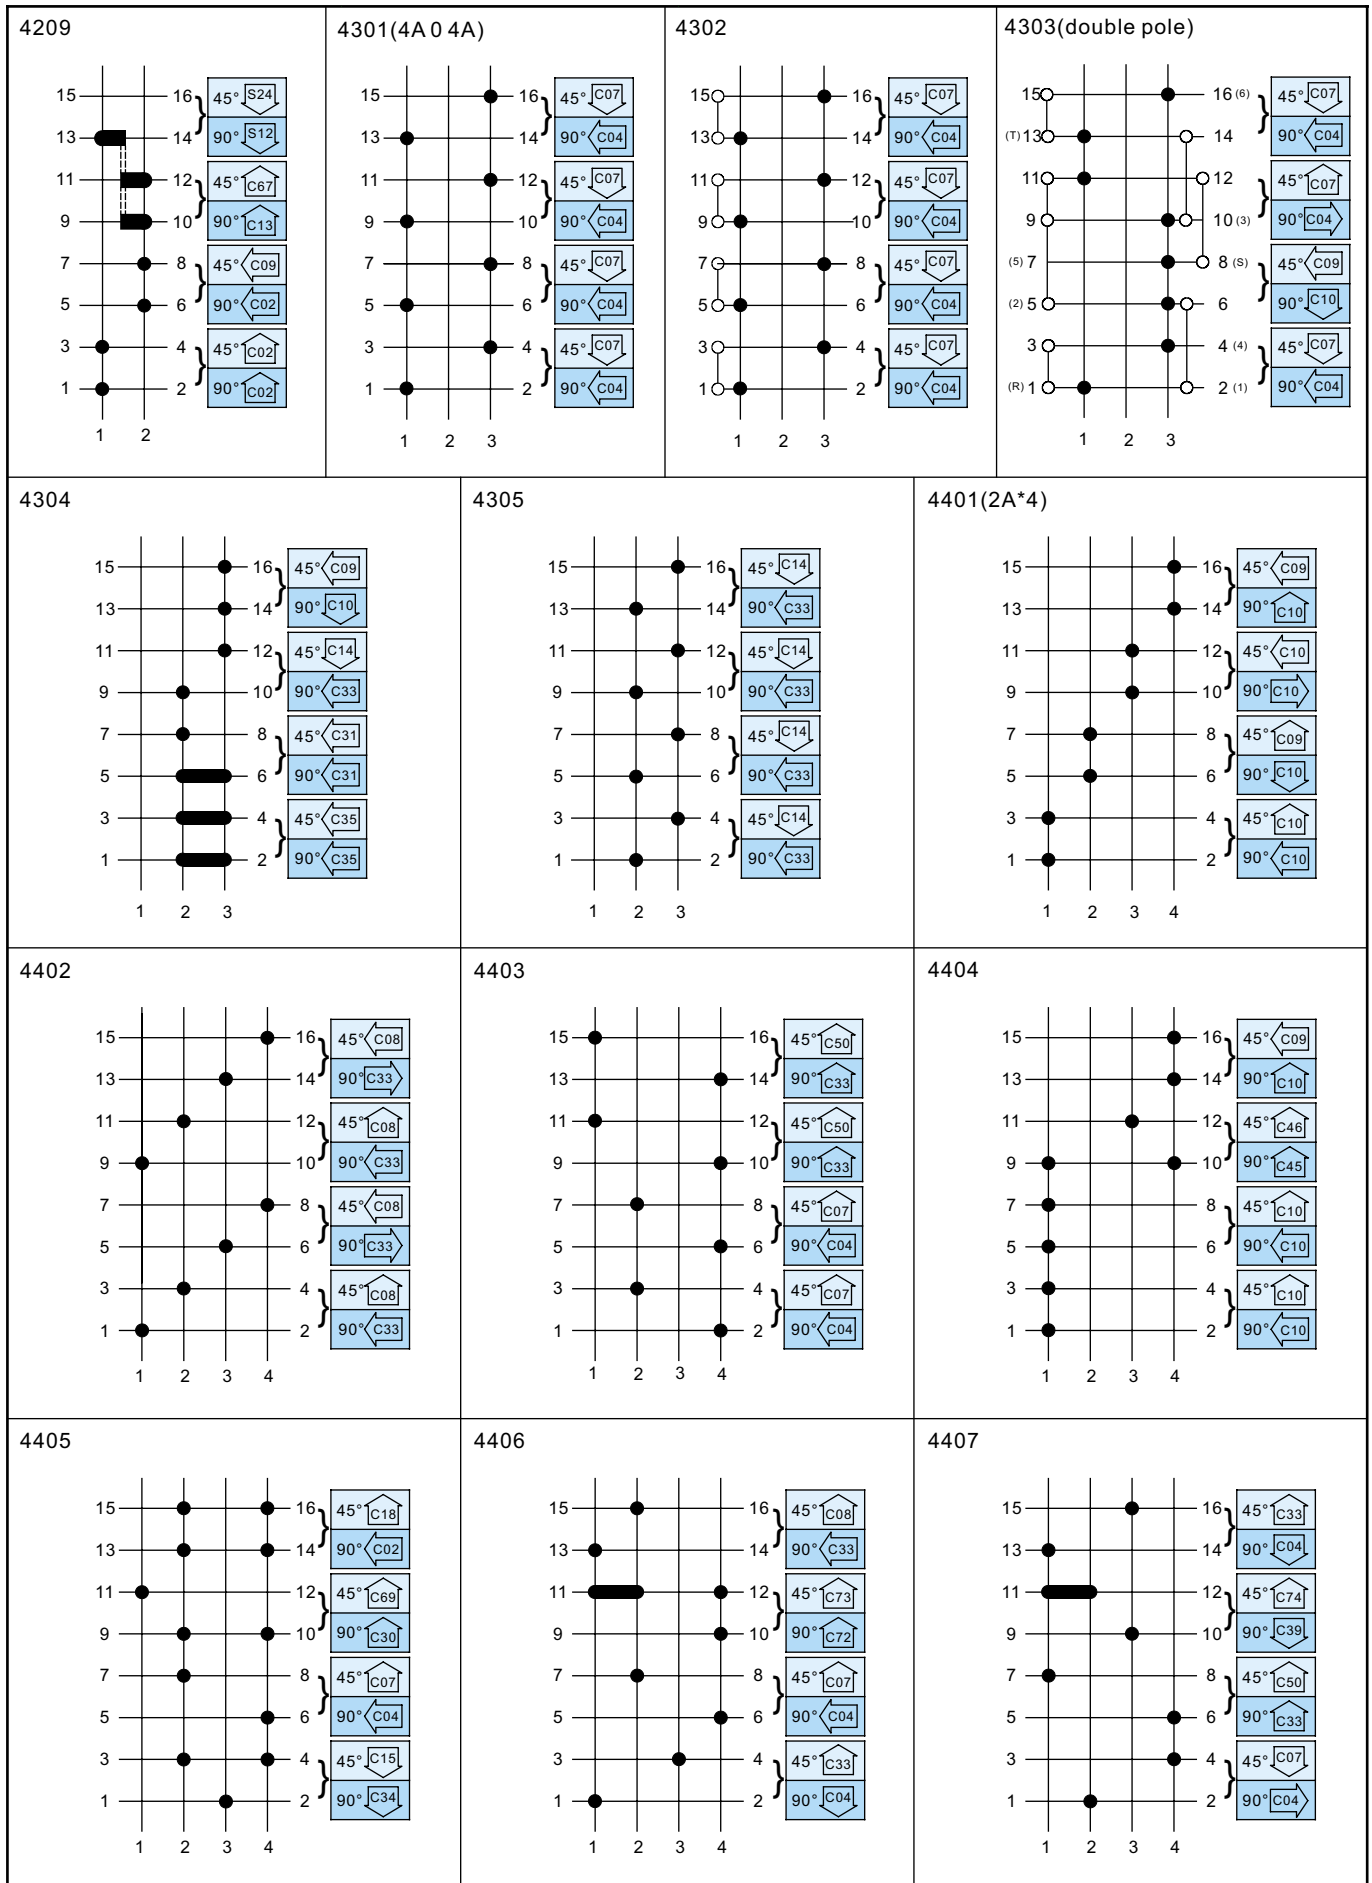 4209
15 16 45° S24
13 14 90° S12
11 12 45° C67
9 10 90° C13
7 8 45° C09
5 6 90° C02
3 4 45° C02
1 2 90° C02
1 2
4301(4A 0 4A)
15 16 45° C07
13 14 90° C04
11 12 45° C07
9 10 90° C04
7 8 45° C07
5 6 90° C04
3 4 45° C07
1 2 90° C04
1 2 3
4302
15 16 45° C07
13 14 90° C04
11 12 45° C07
9 10 90° C04
7 8 45° C07
5 6 90° C04
3 4 45° C07
1 2 90° C04
1 2 3
4303(double pole)
15 16 (6) 45° C07
(T) 13 14 90° C04
11 12 45° C07
9 10 (3) 90° C04
(5) 7 8 (S) 45° C09
(2) 5 6 90° C10
3 4 (4) 45° C07
(R) 1 2 (1) 90° C04
1 2 3
4304
15 16 45° C09
13 14 90° C10
11 12 45° C14
9 10 90° C33
7 8 45° C31
5 6 90° C31
3 4 45° C35
1 2 90° C35
1 2 3
4305
15 16 45° C14
13 14 90° C33
11 12 45° C14
9 10 90° C33
7 8 45° C14
5 6 90° C33
3 4 45° C14
1 2 90° C33
1 2 3
4401(2A*4)
15 16 45° C09
13 14 90° C10
11 12 45° C10
9 10 90° C10
7 8 45° C09
5 6 90° C10
3 4 45° C10
1 2 90° C10
1 2 3 4
4402
15 16 45° C08
13 14 90° C33
11 12 45° C08
9 10 90° C33
7 8 45° C08
5 6 90° C33
3 4 45° C08
1 2 90° C33
1 2 3 4
4403
15 16 45° C50
13 14 90° C33
11 12 45° C50
9 10 90° C33
7 8 45° C07
5 6 90° C04
3 4 45° C07
1 2 90° C04
1 2 3 4
4404
15 16 45° C09
13 14 90° C10
11 12 45° C46
9 10 90° C45
7 8 45° C10
5 6 90° C10
3 4 45° C10
1 2 90° C10
1 2 3 4
4405
15 16 45° C18
13 14 90° C02
11 12 45° C69
9 10 90° C30
7 8 45° C07
5 6 90° C04
3 4 45° C15
1 2 90° C34
1 2 3 4
4406
15 16 45° C08
13 14 90° C33
11 12 45° C73
9 10 90° C72
7 8 45° C07
5 6 90° C04
3 4 45° C33
1 2 90° C04
1 2 3 4
4407
15 16 45° C33
13 14 90° C04
11 12 45° C74
9 10 90° C39
7 8 45° C50
5 6 90° C33
3 4 45° C07
1 2 90° C04
1 2 3 4